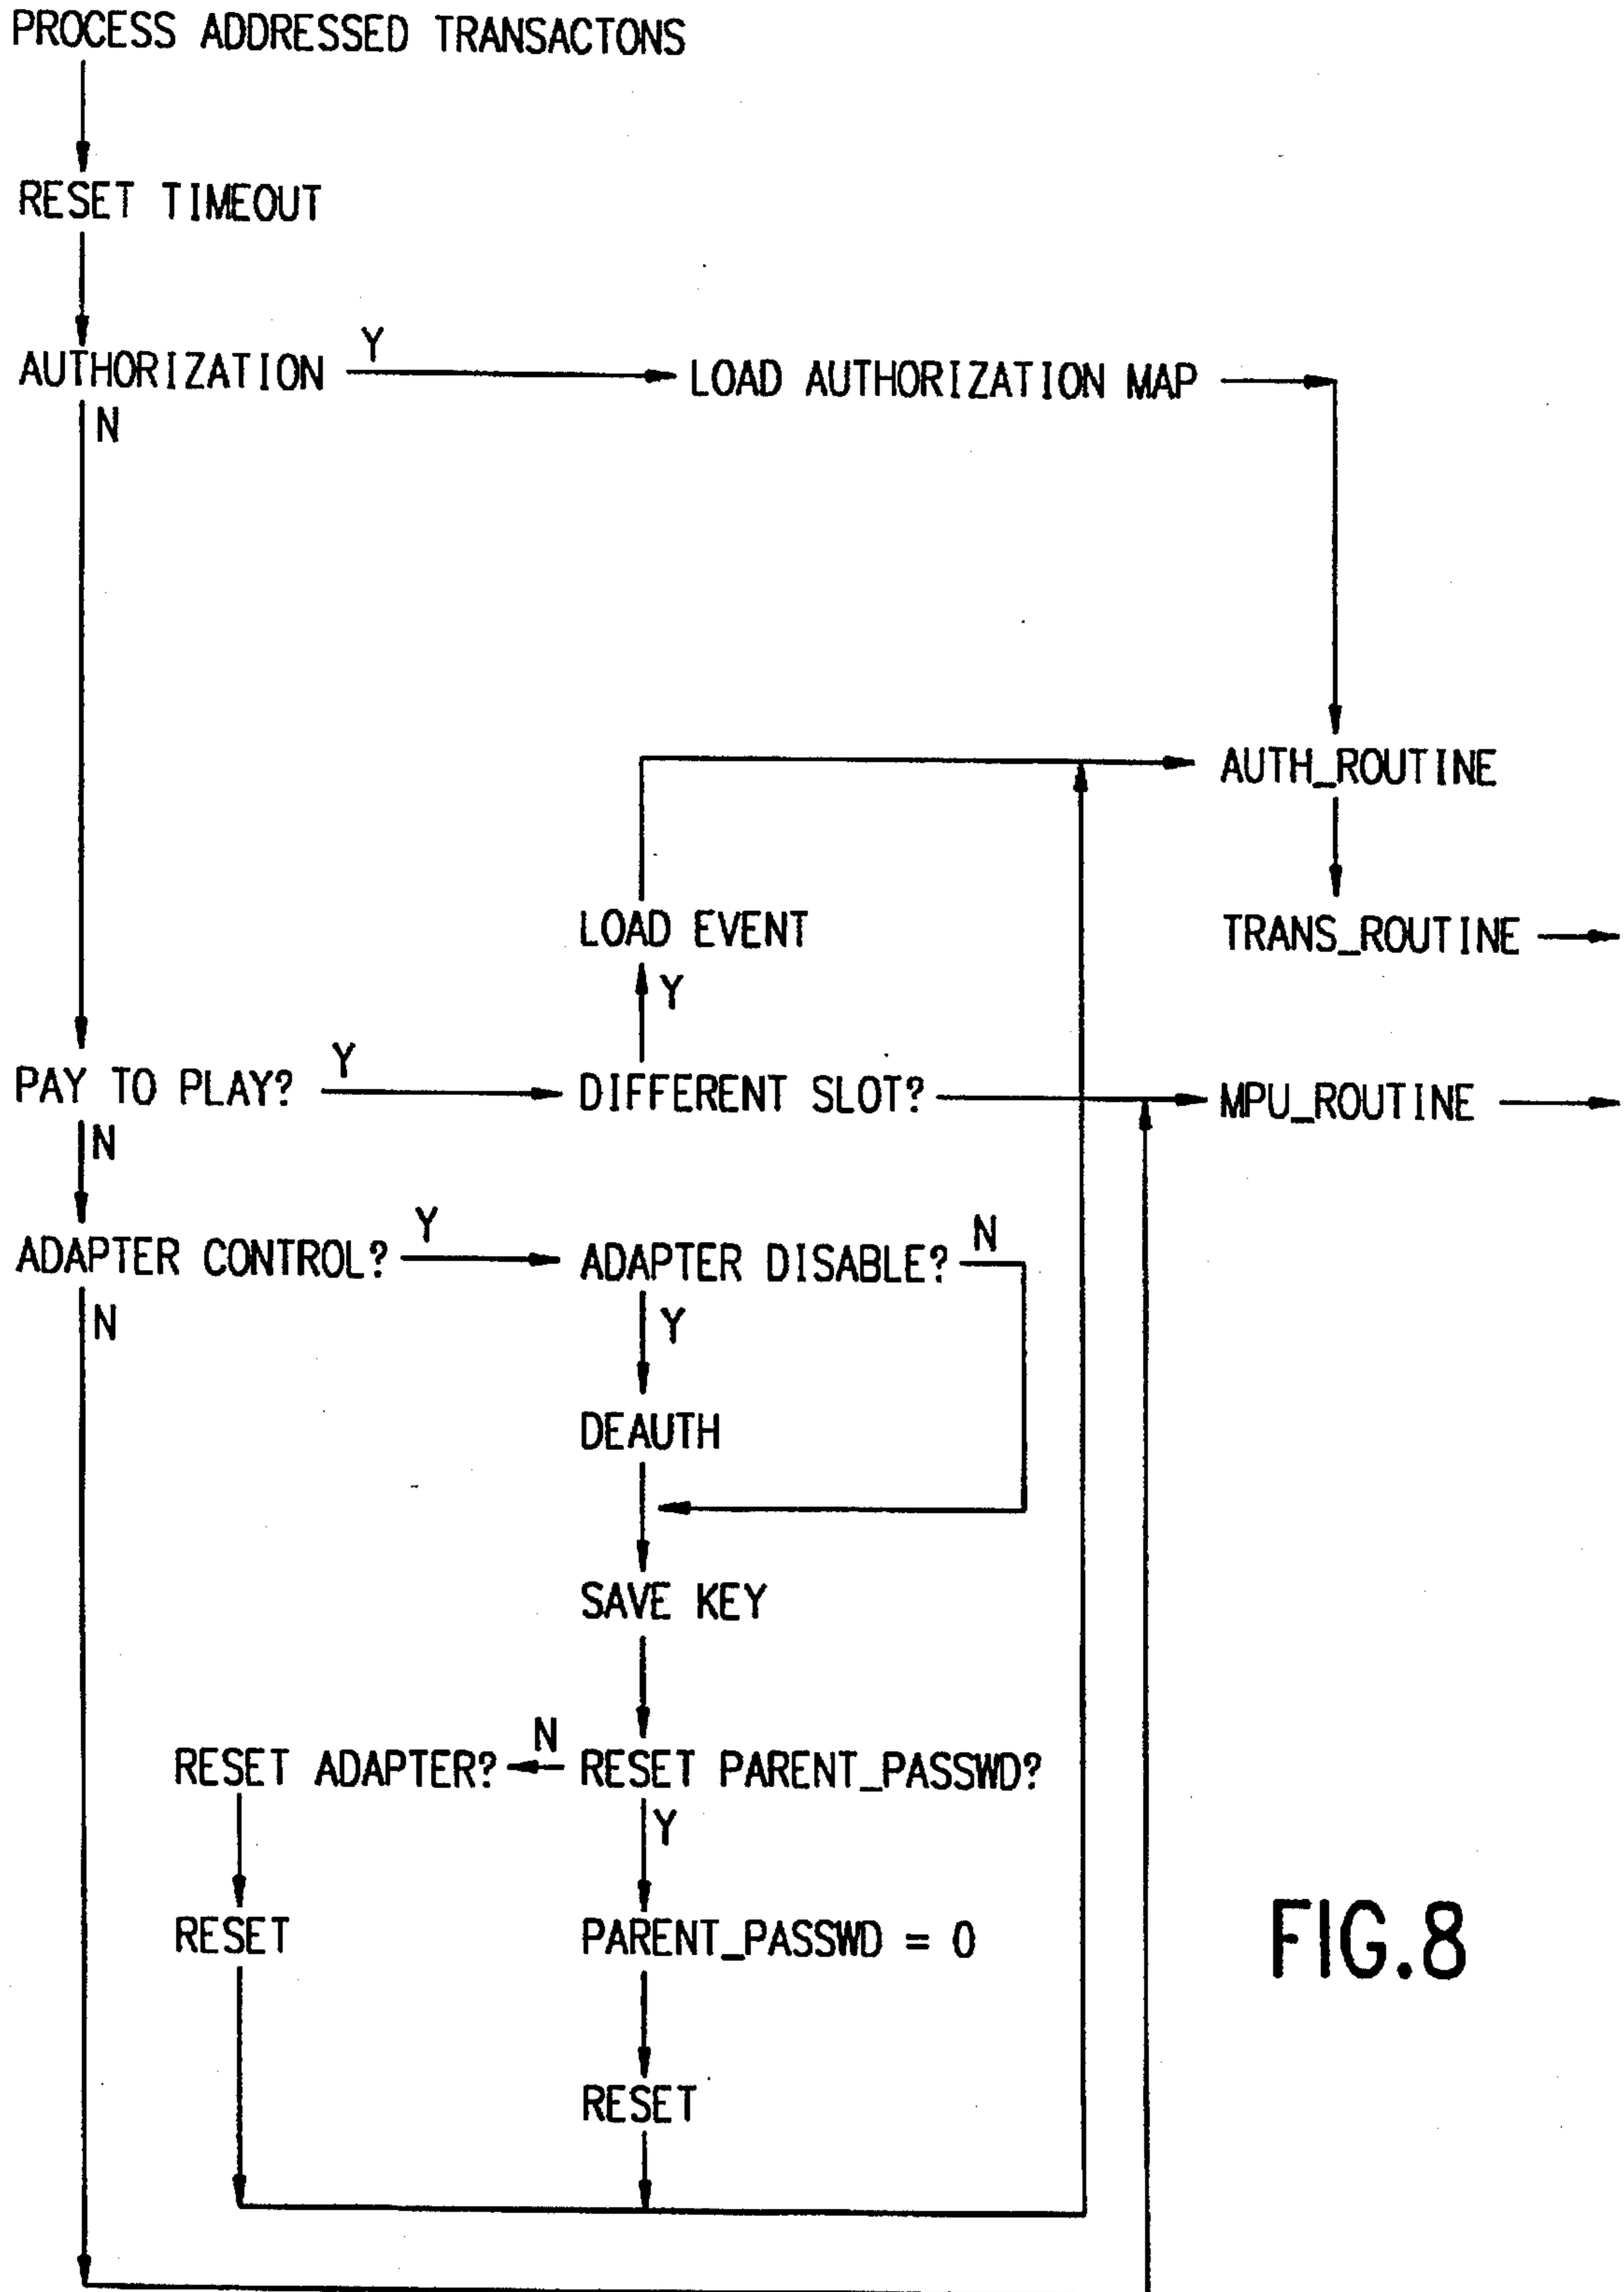 PROCESS ADDRESSED TRANSACTONS
RESET TIMEOUT
AUTHORIZATION Y LOAD AUTHORIZATION MAP
N
AUTH_ROUTINE
LOAD EVENT TRANS_ROUTINE
Y
PAY TO PLAY? Y DIFFERENT SLOT? MPU_ROUTINE
N
ADAPTER CONTROL? Y ADAPTER DISABLE? N
N Y
DEAUTH
SAVE KEY
RESET ADAPTER? N RESET PARENT_PASSWD?
Y
RESET PARENT_PASSWD = 0
RESET
FIG.8